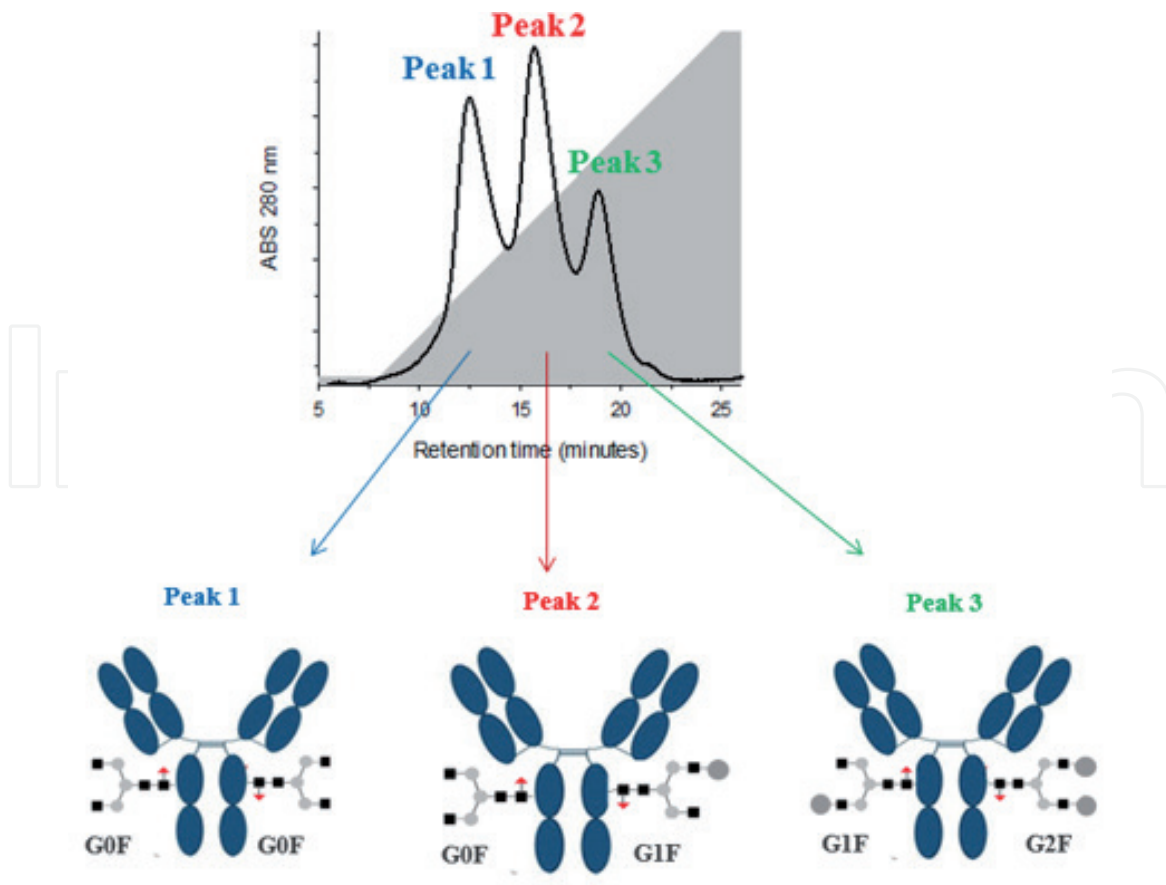 Peak 2
Peak 1
Peak 3
ABS 280 nm
5 10 15 20 25
Retention time (minutes)
Peak 1 Peak 2 Peak 3
G0F G0F G0F G1F G1F G2F